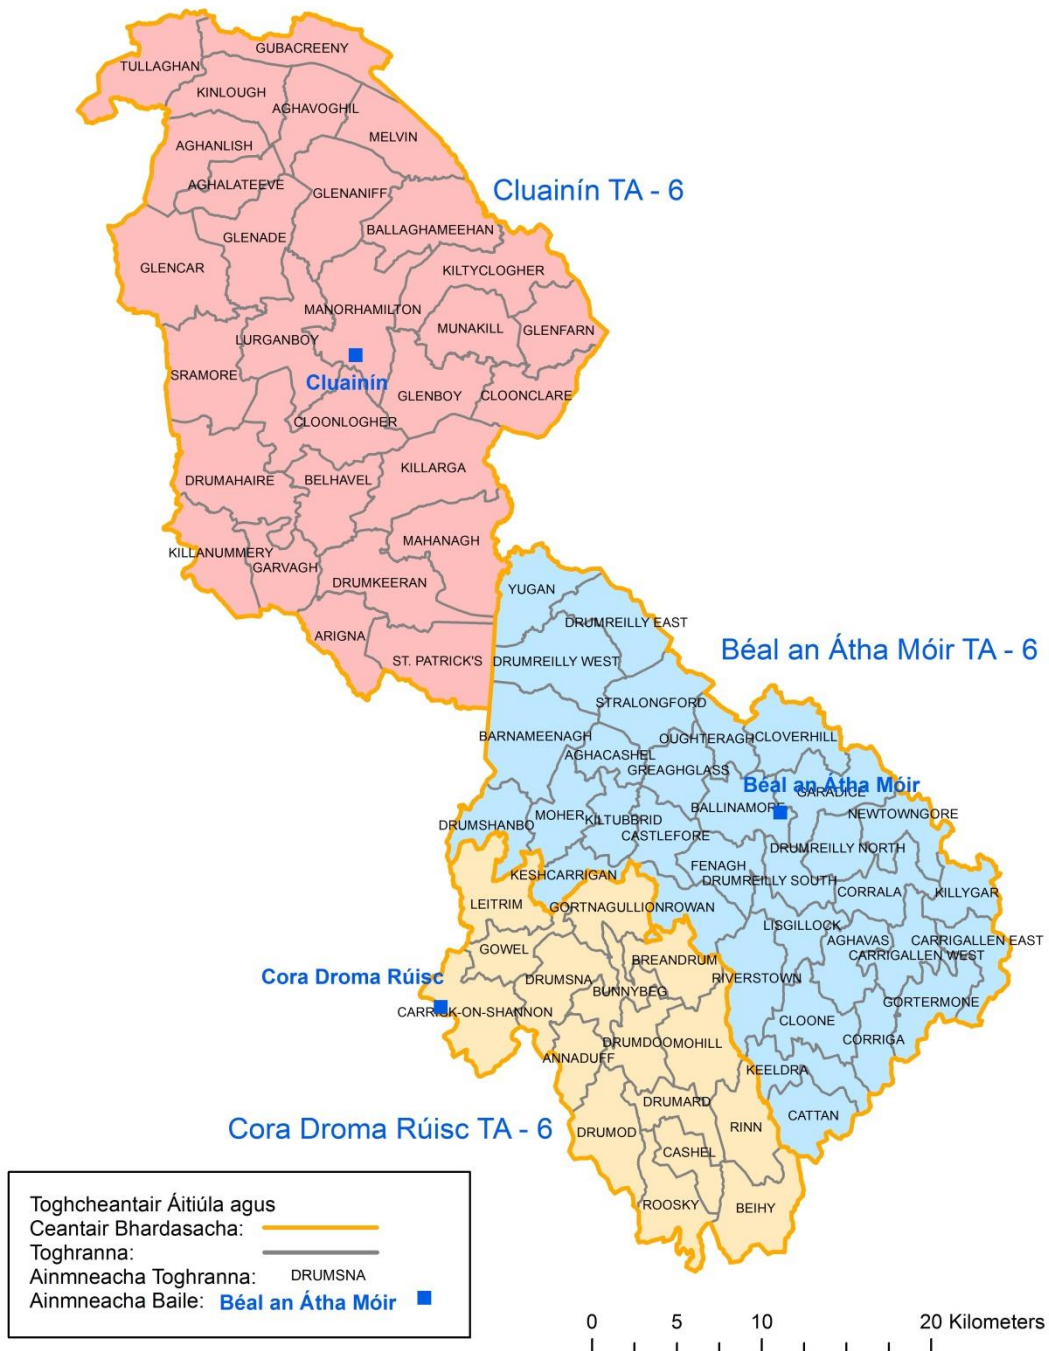 GUBACREENY
TULLAGHAN
KINLOUGH
AGHAVOGHIL
MELVIN
AGHANLISH
AGHALATEEVE
GLENANIFF
Cluainín TA - 6
BALLAGHAMEEHAN
GLENADE
GLENCAR
KILTYCLOGHER
MANORHAMILTON
MUNAKILL
GLENFARN
LURGANBOY
SRAMORE
Cluainín
GLENBOY
CLOONCLARE
CLOONLOGHER
KILLARGA
DRUMAHAIRE
BELHAVEL
MAHANAGH
KILLANUMMERY
GARVAGH
DRUMKEERAN
YUGAN
DRUMREILLY EAST
ARIGNA
ST. PATRICK'S
DRUMREILLY WEST
Béal an Átha Móir TA - 6
STRALONGFORD
BARNAMEENAGH
OUGHTERAGH
CLOVERHILL
AGHACASHEL
GREAGHGLASS
Béal an Átha Móir
GARADICE
BALLINAMORE
NEWTOWNGORE
DRUMSHANBO
MOHER
KILTUBBRID
CASTLEFORE
DRUMREILLY NORTH
FENAGH
KESHCARRIGAN
DRUMREILLY SOUTH
CORRALA
KILLYGAR
LEITRIM
GORTNAGULLION
ROWAN
LISGILLOCK
AGHAVAS
CARRIGALLEN EAST
GOWEL
CARRIGALLEN WEST
BREANDRUM
Cora Droma Rúisc
DRUMSNA
BUNNYBEG
RIVERSTOWN
GORTERMONE
CARRICK-ON-SHANNON
CLOONE
CORRIGA
ANNADUFF
DRUMDOO
MOHILL
KEELDRA
DRUMARD
CATTAN
Cora Droma Rúisc TA - 6
DRUMOD
RINN
CASHEL
ROOSKY
BEIHY
Toghcheantair Áitiúla agus
Ceantair Bhardasacha:
Toghranna:
Ainmneacha Toghranna: DRUMSNA
Ainmneacha Baile: Béal an Átha Móir
0 5 10 20 Kilometers